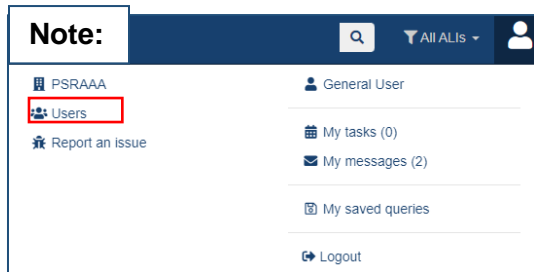 Note:
All ALIs
PSRAAA
Users
Report an issue
General User
My tasks (0)
My messages (2)
My saved queries
Logout